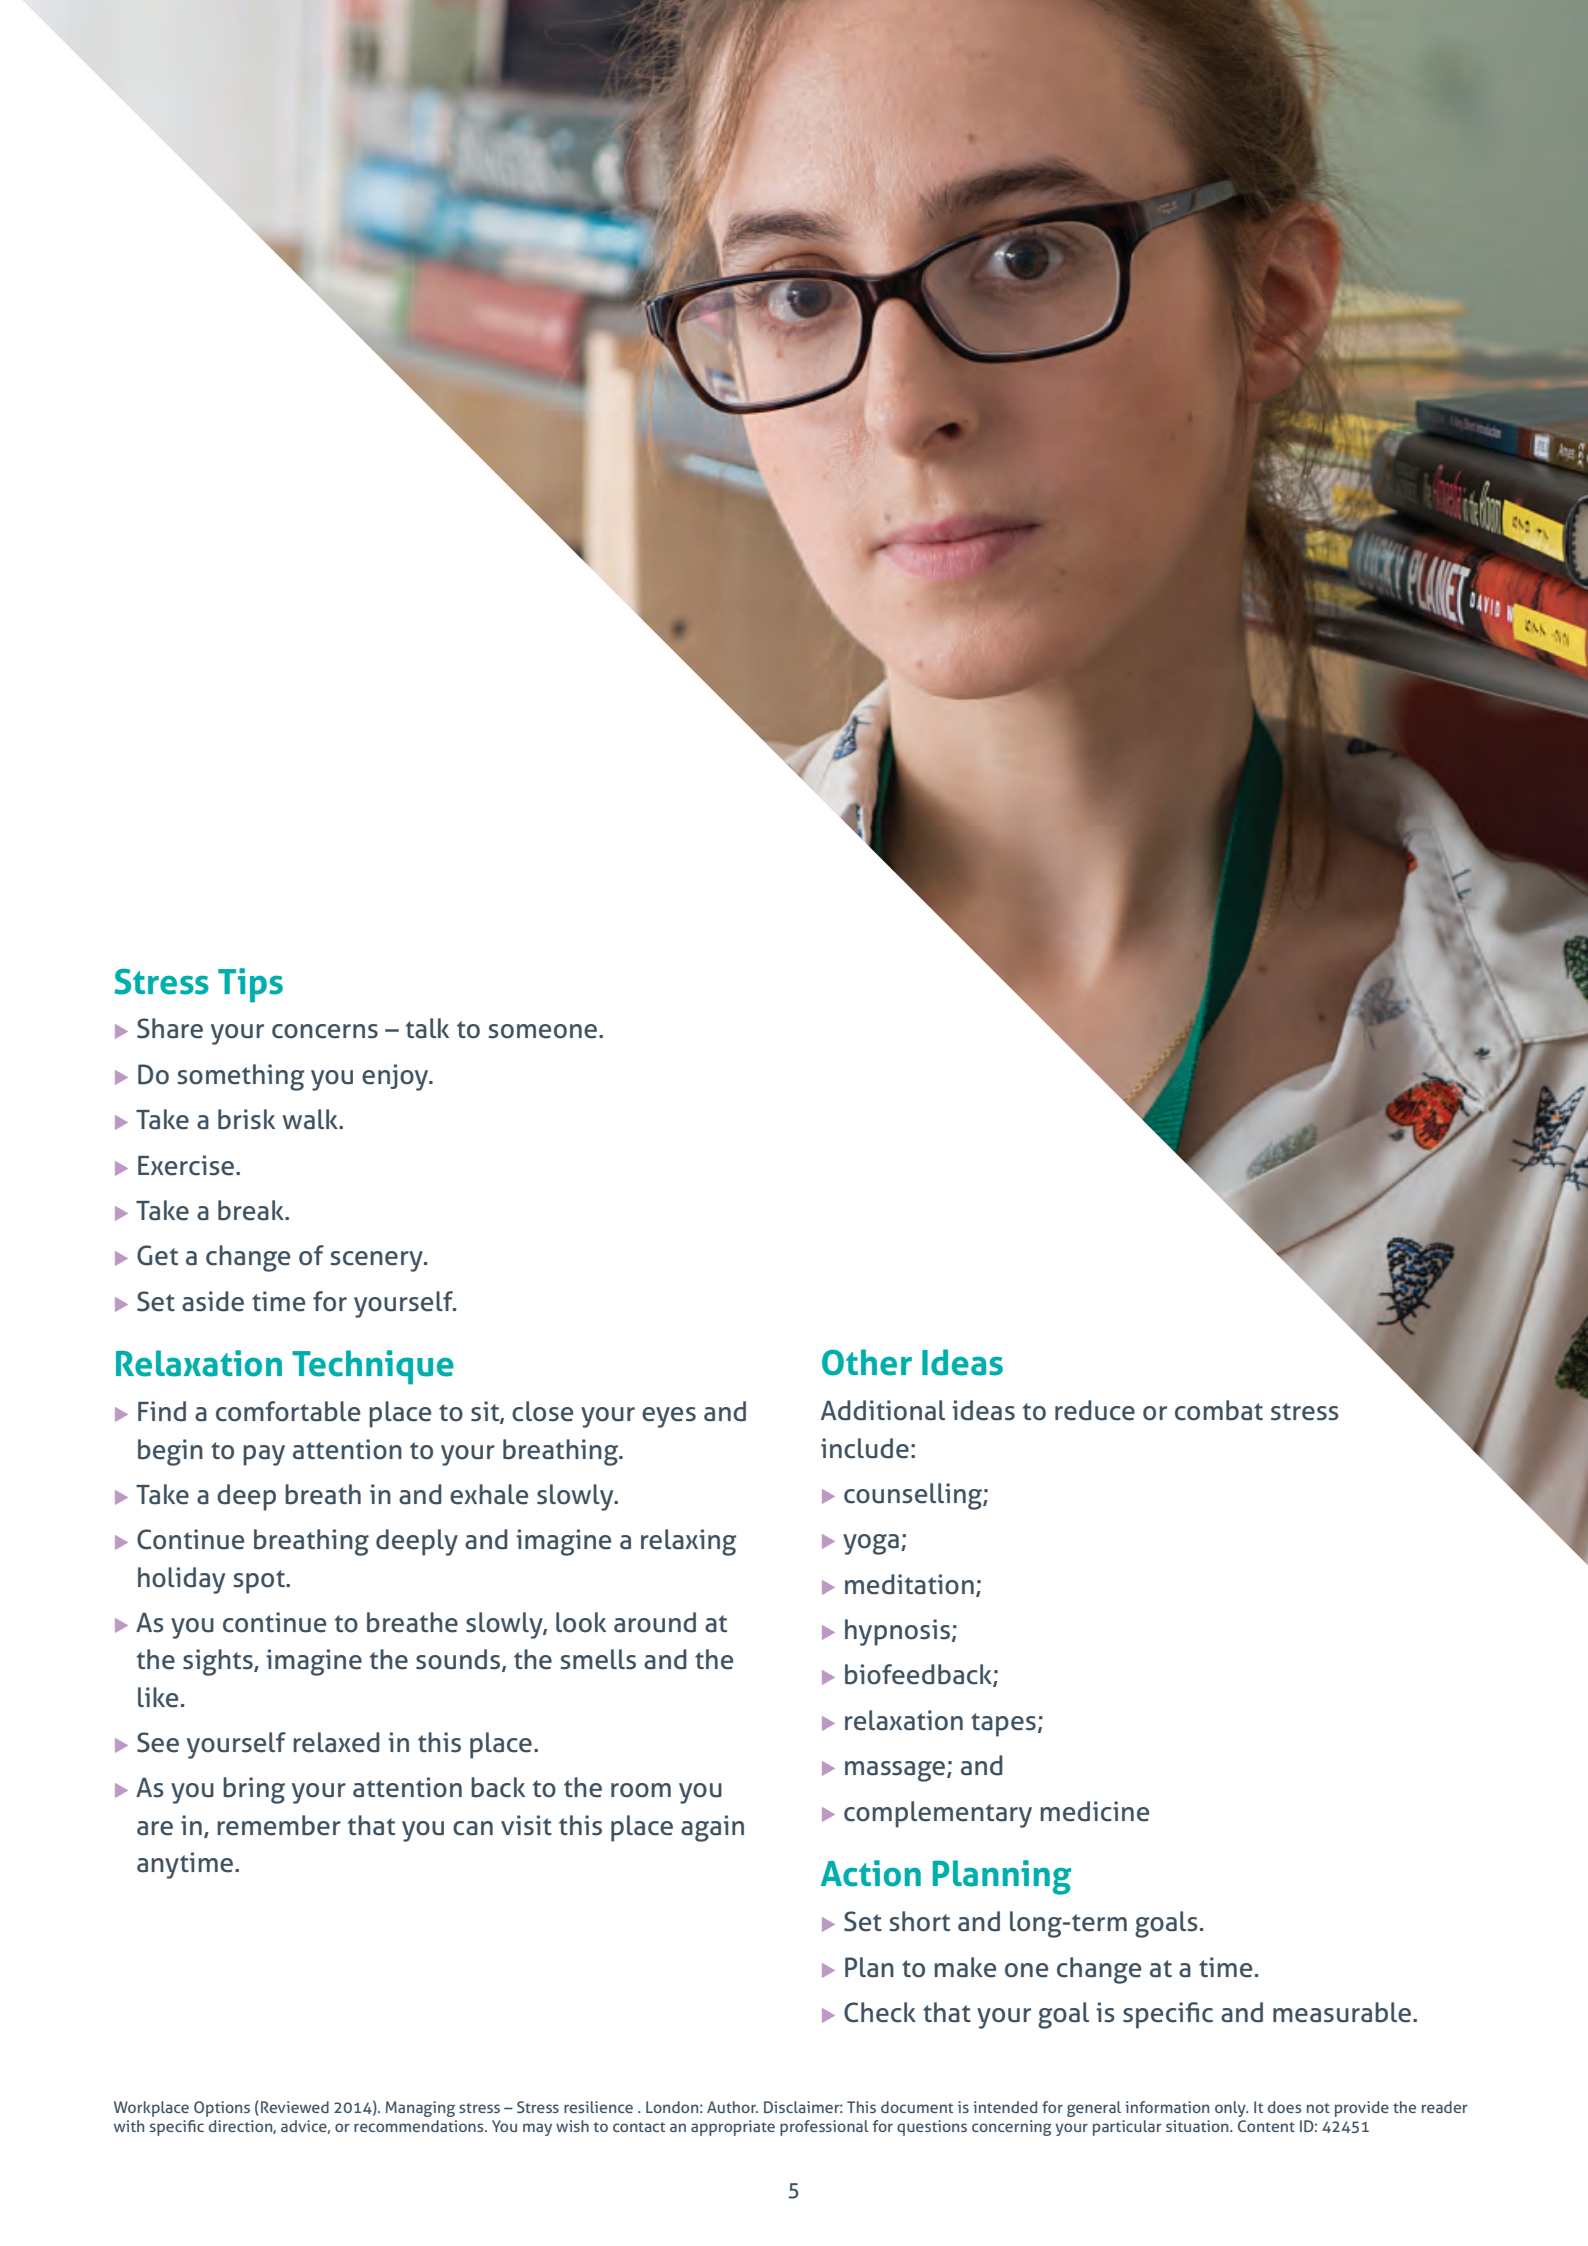 The Amoeba in the Room
LUCKY PLANET
DAVID
Stress Tips
▶ Share your concerns – talk to someone.
▶ Do something you enjoy.
▶ Take a brisk walk.
▶ Exercise.
▶ Take a break.
▶ Get a change of scenery.
▶ Set aside time for yourself.
Relaxation Technique
▶ Find a comfortable place to sit, close your eyes and
begin to pay attention to your breathing.
▶ Take a deep breath in and exhale slowly.
▶ Continue breathing deeply and imagine a relaxing
holiday spot.
▶ As you continue to breathe slowly, look around at
the sights, imagine the sounds, the smells and the
like.
▶ See yourself relaxed in this place.
▶ As you bring your attention back to the room you
are in, remember that you can visit this place again
anytime.
Other Ideas
Additional ideas to reduce or combat stress
include:
▶ counselling;
▶ yoga;
▶ meditation;
▶ hypnosis;
▶ biofeedback;
▶ relaxation tapes;
▶ massage; and
▶ complementary medicine
Action Planning
▶ Set short and long-term goals.
▶ Plan to make one change at a time.
▶ Check that your goal is specific and measurable.
Workplace Options (Reviewed 2014). Managing stress – Stress resilience . London: Author. Disclaimer: This document is intended for general information only. It does not provide the reader
with specific direction, advice, or recommendations. You may wish to contact an appropriate professional for questions concerning your particular situation. Content ID: 42451
5